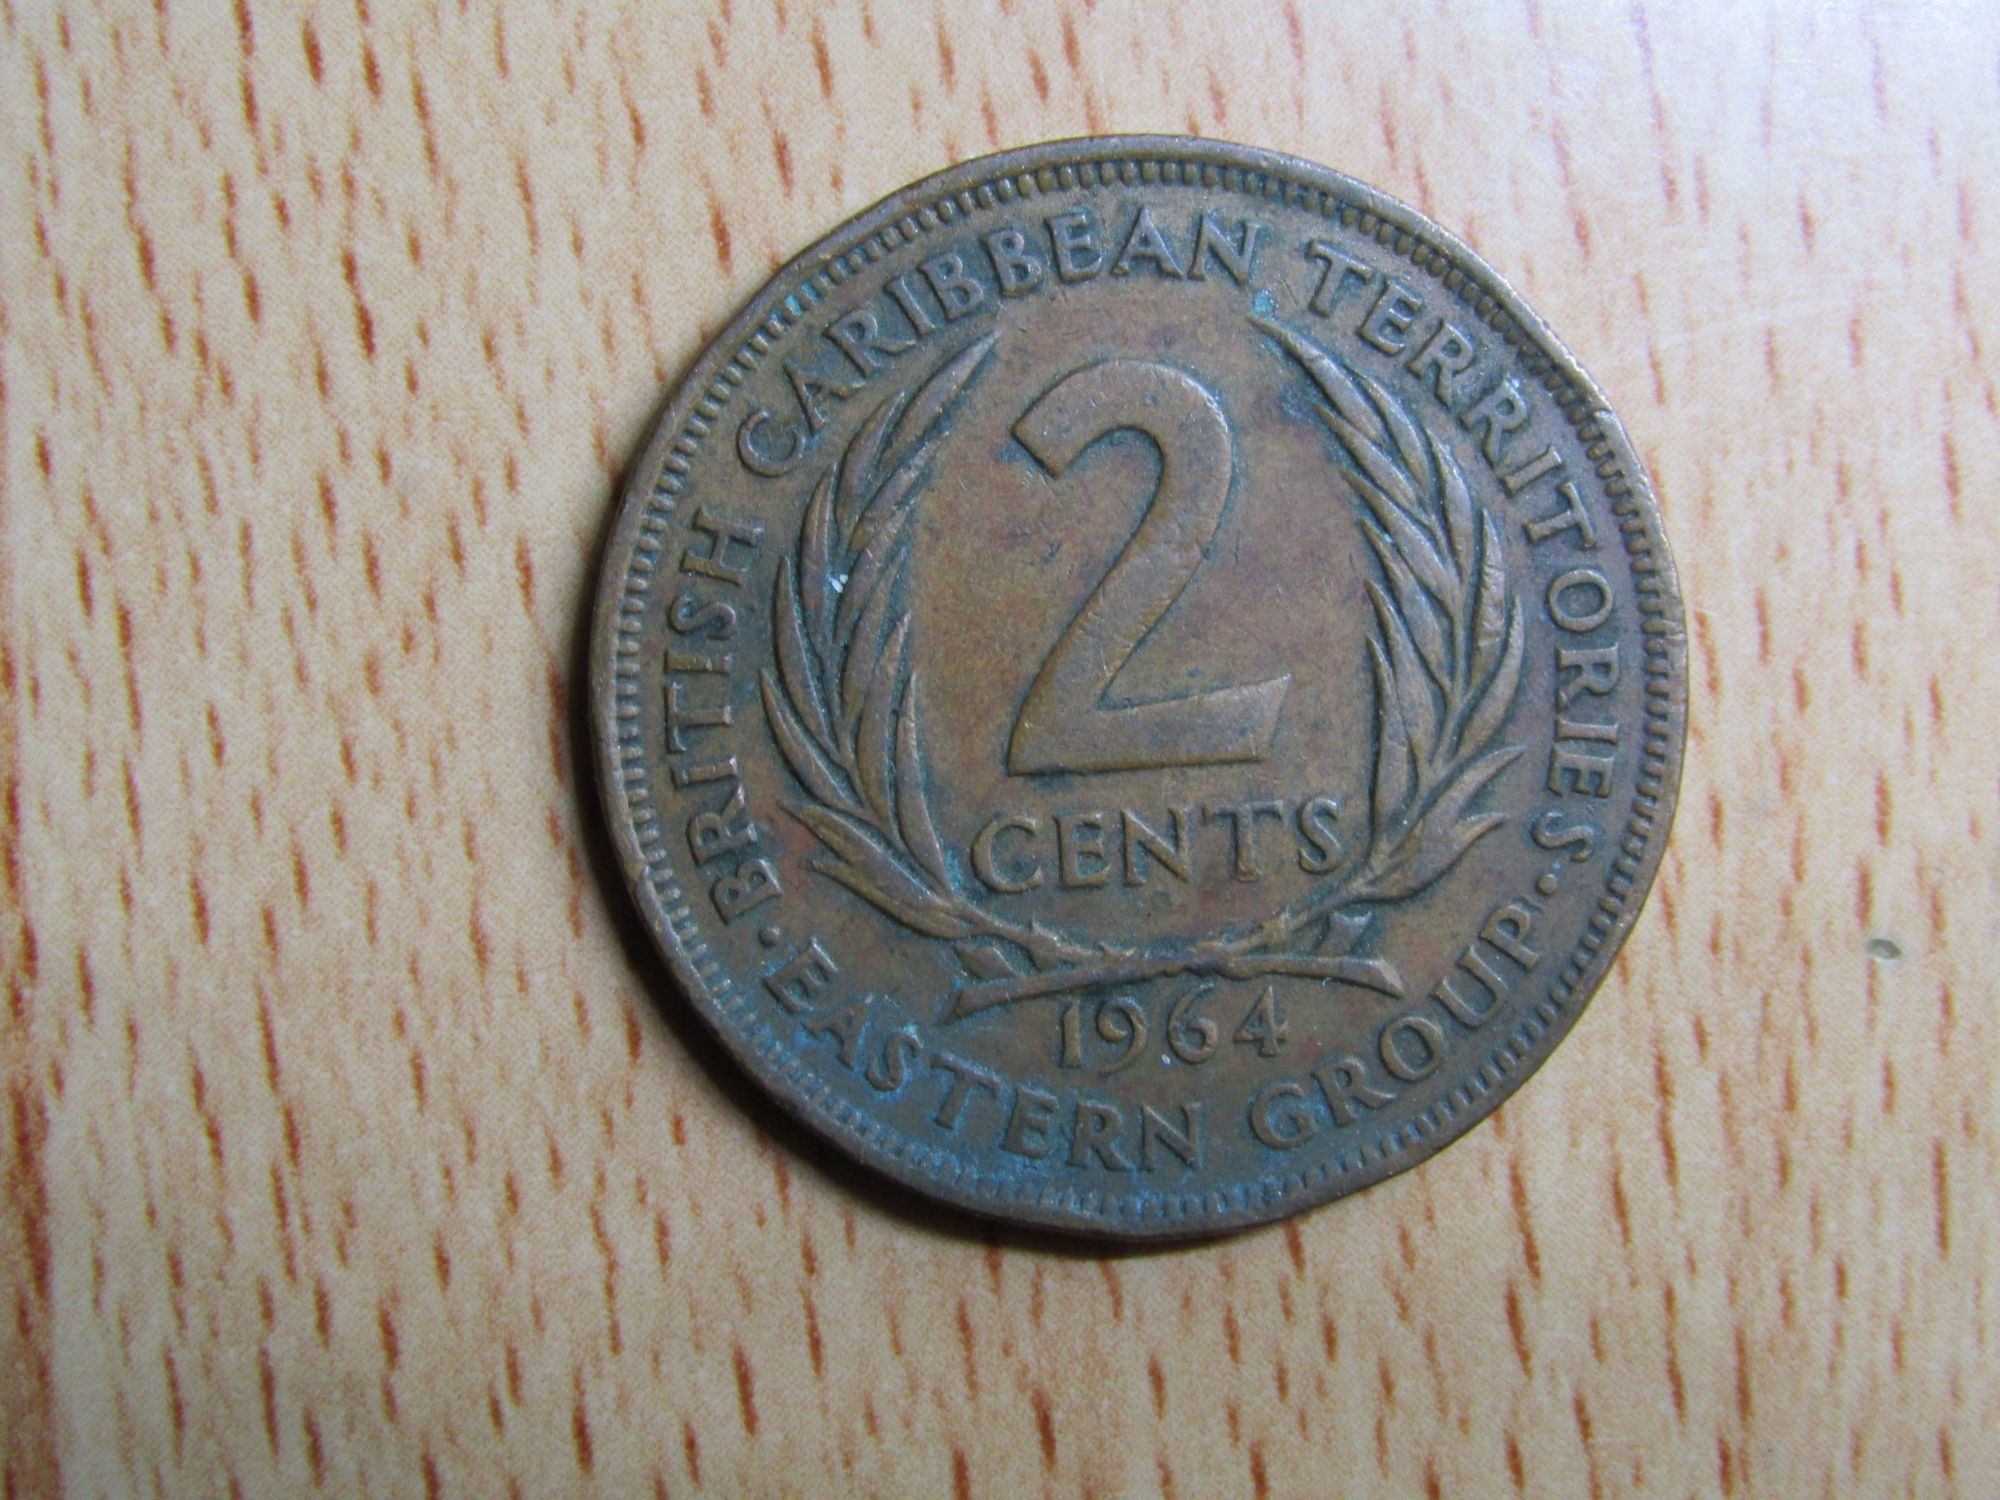 BRITISH CARIBBEAN TERRITORIES
2
CENTS
1964
· EASTERN GROUP ·